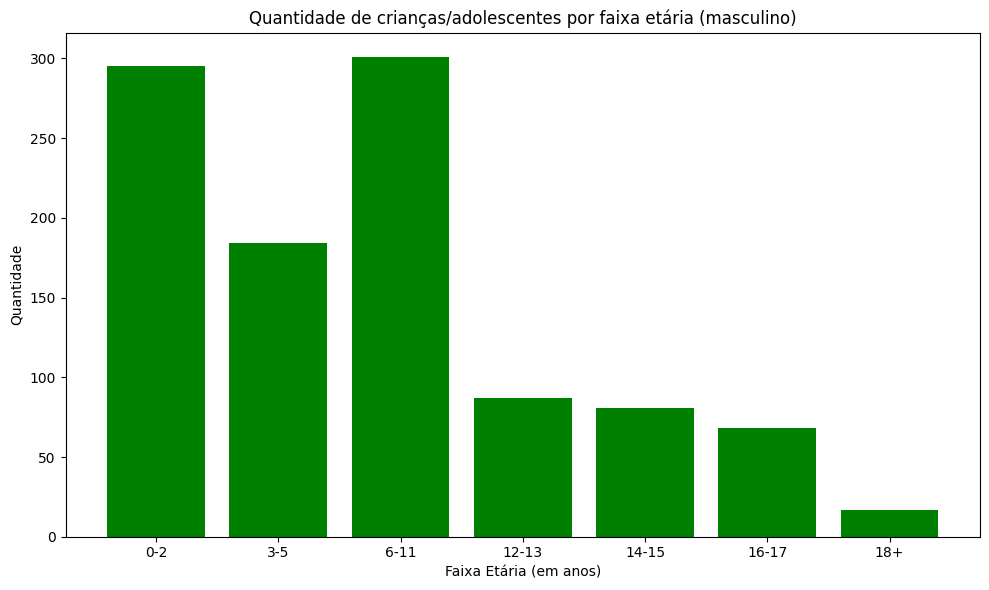 Quantidade de crianças/adolescentes por faixa etária (masculino)
Quantidade
300
250
200
150
100
50
0
0-2 3-5 6-11 12-13 14-15 16-17 18+
Faixa Etária (em anos)